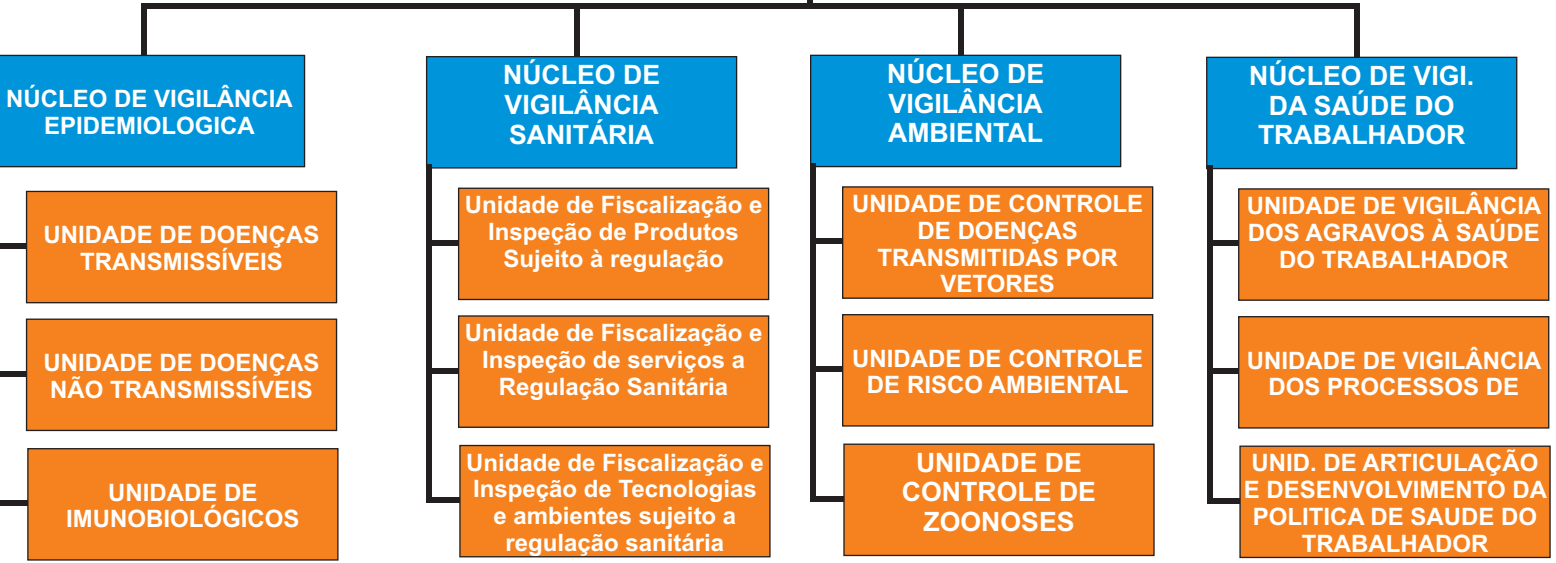 NÚCLEO DE VIGILÂNCIA
EPIDEMIOLOGICA
UNIDADE DE DOENÇAS
TRANSMISSÍVEIS
UNIDADE DE DOENÇAS
NÃO TRANSMISSÍVEIS
UNIDADE DE
IMUNOBIOLÓGICOS
NÚCLEO DE
VIGILÂNCIA
SANITÁRIA
Unidade de Fiscalização e
Inspeção de Produtos
Sujeito à regulação
Unidade de Fiscalização e
Inspeção de serviços a
Regulação Sanitária
Unidade de Fiscalização e
Inspeção de Tecnologias
e ambientes sujeito a
regulação sanitária
NÚCLEO DE
VIGILÂNCIA
AMBIENTAL
UNIDADE DE CONTROLE
DE DOENÇAS
TRANSMITIDAS POR
VETORES
UNIDADE DE CONTROLE
DE RISCO AMBIENTAL
UNIDADE DE
CONTROLE DE
ZOONOSES
NÚCLEO DE VIGI.
DA SAÚDE DO
TRABALHADOR
UNIDADE DE VIGILÂNCIA
DOS AGRAVOS À SAÚDE
DO TRABALHADOR
UNIDADE DE VIGILÂNCIA
DOS PROCESSOS DE
UNID. DE ARTICULAÇÃO
E DESENVOLVIMENTO DA
POLITICA DE SAUDE DO
TRABALHADOR